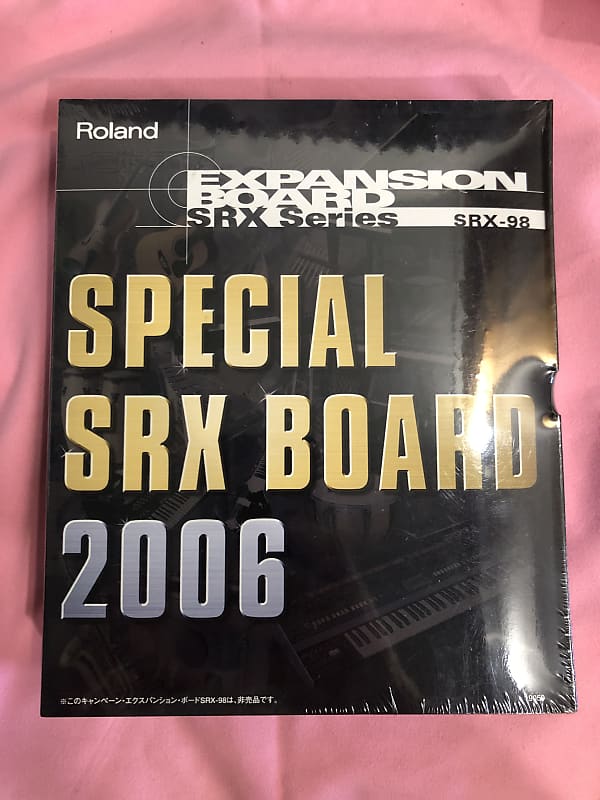 Roland
EXPANSION
BOARD
SRX Series
SRX-98
SPECIAL
SRX BOARD
2006
※このキャンペーン・エクスパンション・ボードSRX-98は、非売品です。